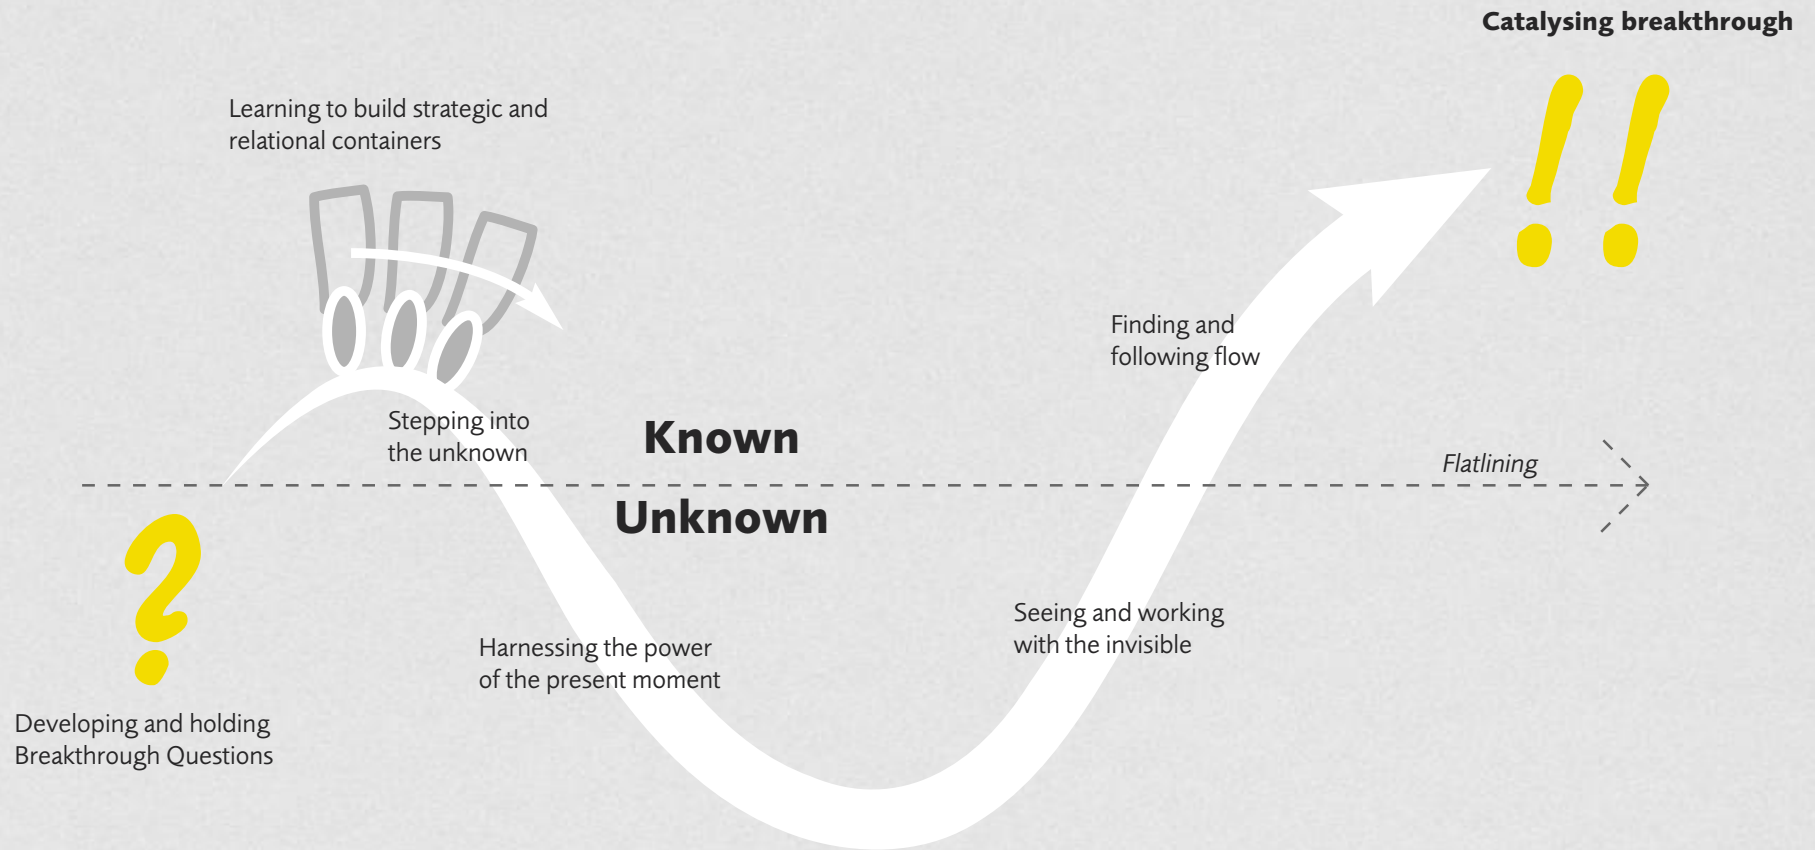 Catalysing breakthrough
Learning to build strategic and
relational containers
Finding and
following flow
Stepping into
the unknown
Known
Flatlining
Unknown
Seeing and working
with the invisible
Harnessing the power
of the present moment
Developing and holding
Breakthrough Questions